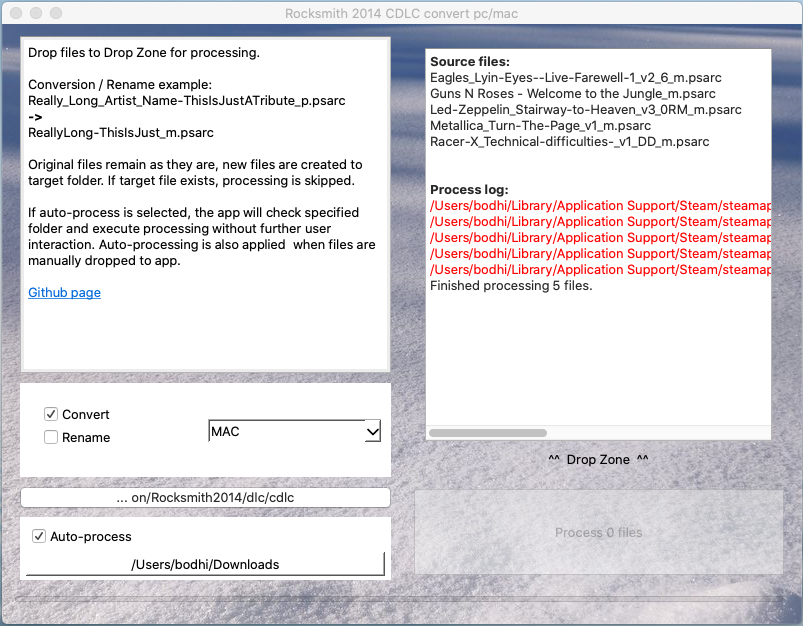 Rocksmith 2014 CDLC convert pc/mac
Drop files to Drop Zone for processing.
Conversion / Rename example:
Really_Long_Artist_Name-ThisIsJustATribute_p.psarc
->
ReallyLong-ThisIsJust_m.psarc
Original files remain as they are, new files are created to
target folder. If target file exists, processing is skipped.
If auto-process is selected, the app will check specified
folder and execute processing without further user
interaction. Auto-processing is also applied  when files are
manually dropped to app.
Github page
Convert
Rename
MAC
... on/Rocksmith2014/dlc/cdlc
Auto-process
/Users/bodhi/Downloads
Source files:
Eagles_Lyin-Eyes--Live-Farewell-1_v2_6_m.psarc
Guns N Roses - Welcome to the Jungle_m.psarc
Led-Zeppelin_Stairway-to-Heaven_v3_0RM_m.psarc
Metallica_Turn-The-Page_v1_m.psarc
Racer-X_Technical-difficulties-_v1_DD_m.psarc
Process log:
/Users/bodhi/Library/Application Support/Steam/steamap
/Users/bodhi/Library/Application Support/Steam/steamap
/Users/bodhi/Library/Application Support/Steam/steamap
/Users/bodhi/Library/Application Support/Steam/steamap
/Users/bodhi/Library/Application Support/Steam/steamap
Finished processing 5 files.
^^  Drop Zone  ^^
Process 0 files